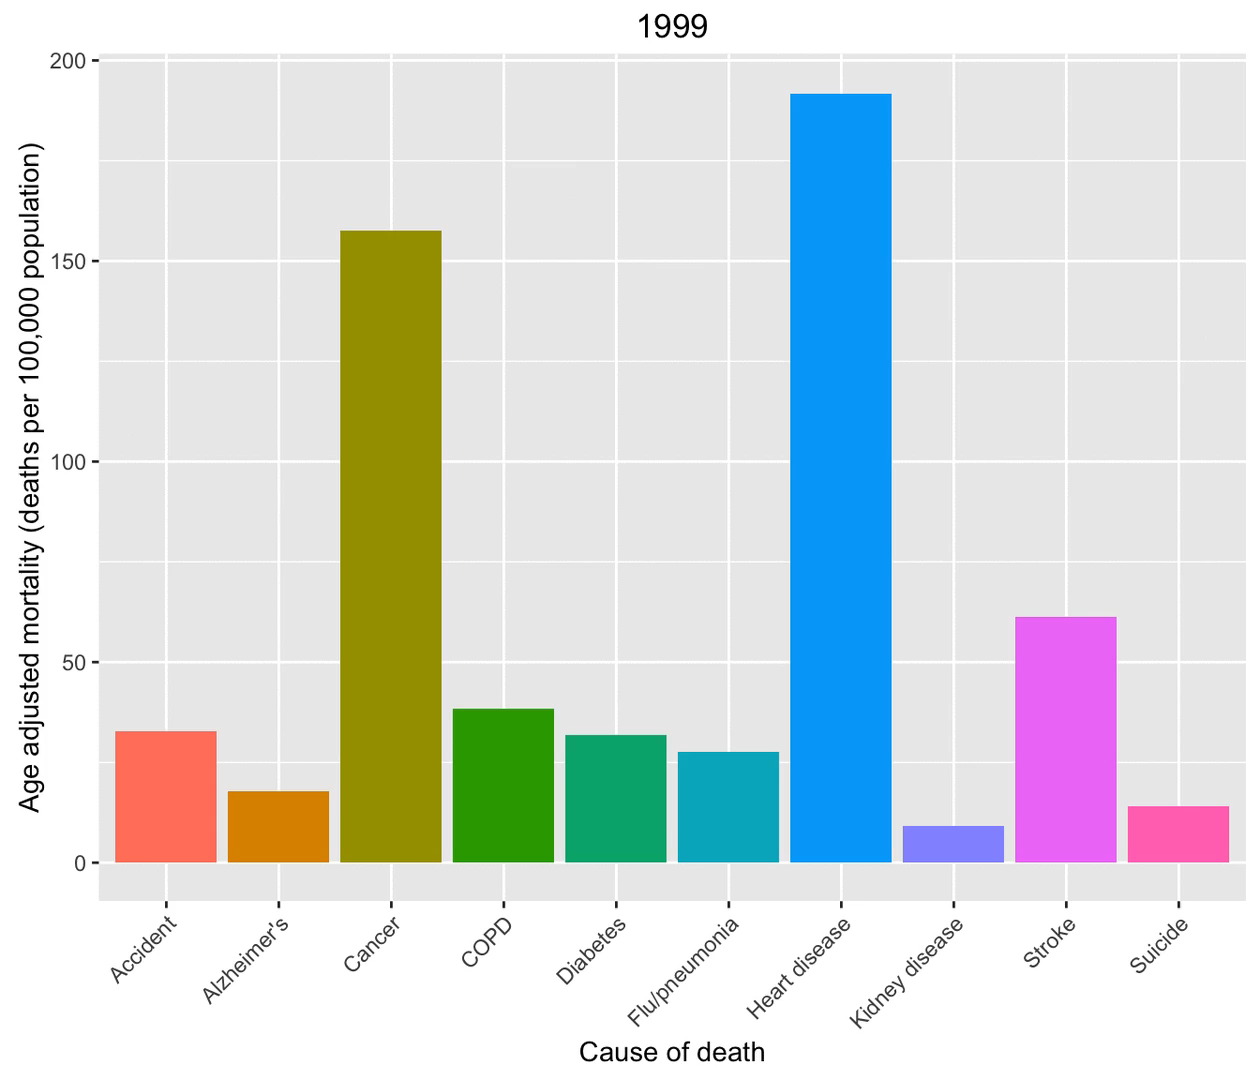 1999
Age adjusted mortality (deaths per 100,000 population)
200
150
100
50
0
Accident
Alzheimer's
Cancer
COPD
Diabetes
Flu/pneumonia
Heart disease
Kidney disease
Stroke
Suicide
Cause of death